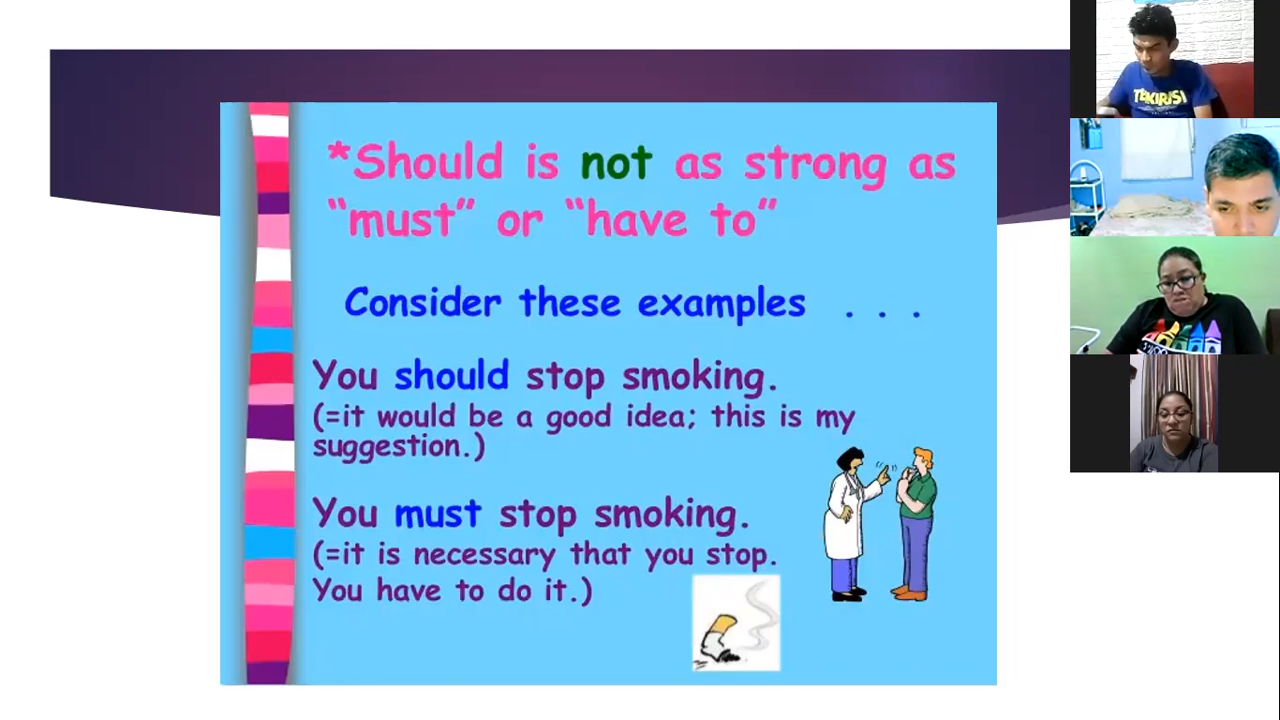 *Should is not as strong as
“must” or “have to”
Consider these examples . . .
You should stop smoking.
(=it would be a good idea; this is my
suggestion.)
You must stop smoking.
(=it is necessary that you stop.
You have to do it.)